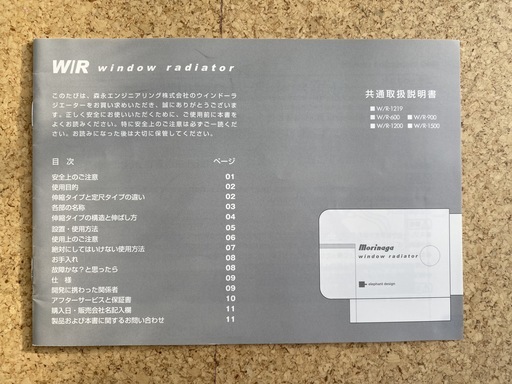 W/R window radiator
このたびは、森永エンジニアリング株式会社のウインドーラ
ジエーターをお買い求めいただき、誠にありがとうございま
す。正しく安全にお使いいただくために、ご使用前に本書を
よくお読みください。特に安全上のご注意は必ずご一読くだ
さい。お読みになった後は大切に保管してください。
共通取扱説明書
W/R-1219
W/R-600 W/R-900
W/R-1200 W/R-1500
目 次 ページ
安全上のご注意 01
使用目的 02
伸縮タイプと定尺タイプの違い 02
各部の名称 03
伸縮タイプの構造と伸ばし方 04
設置・使用方法 05
使用上のご注意 06
絶対にしてはいけない使用方法 07
お手入れ 08
故障かな?と思ったら 08
仕 様 09
開発に携わった関係者 09
アフターサービスと保証書 10
購入日・販売会社名記入欄 11
製品および本書に関するお問い合わせ 11
Morinaga
window radiator
elephant design